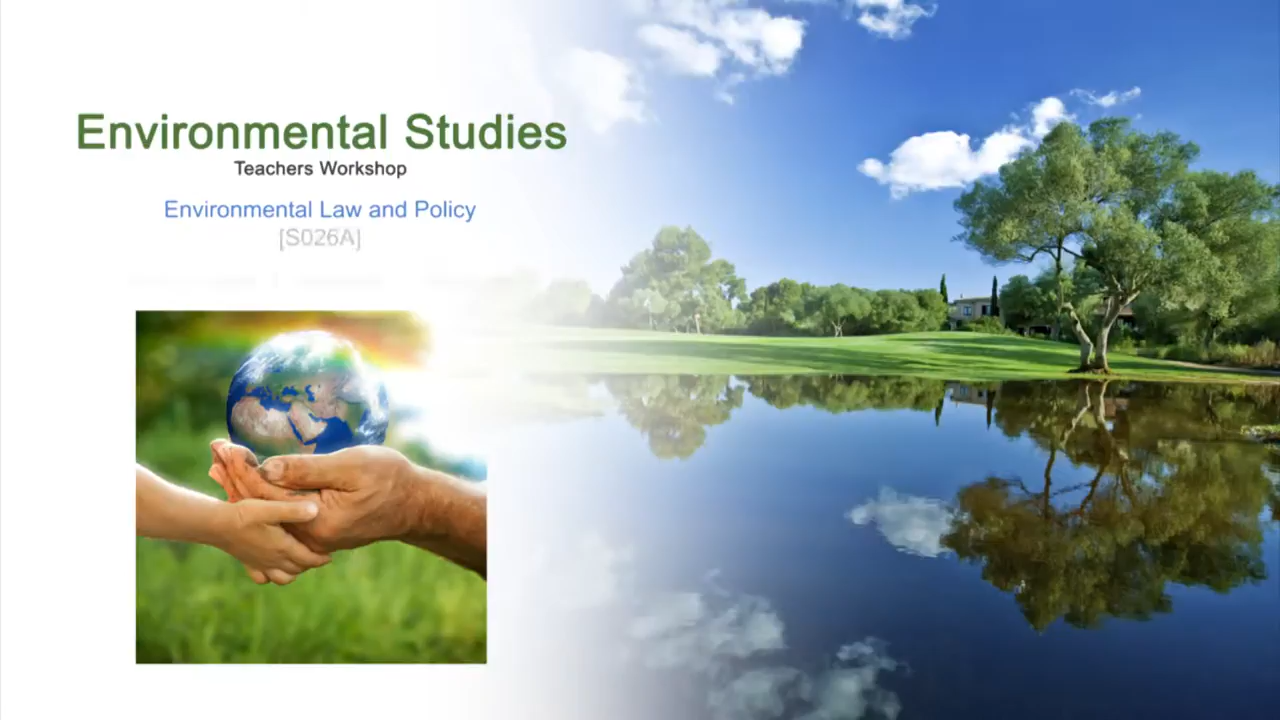 Environmental Studies
Teachers Workshop
Environmental Law and Policy
[S026A]